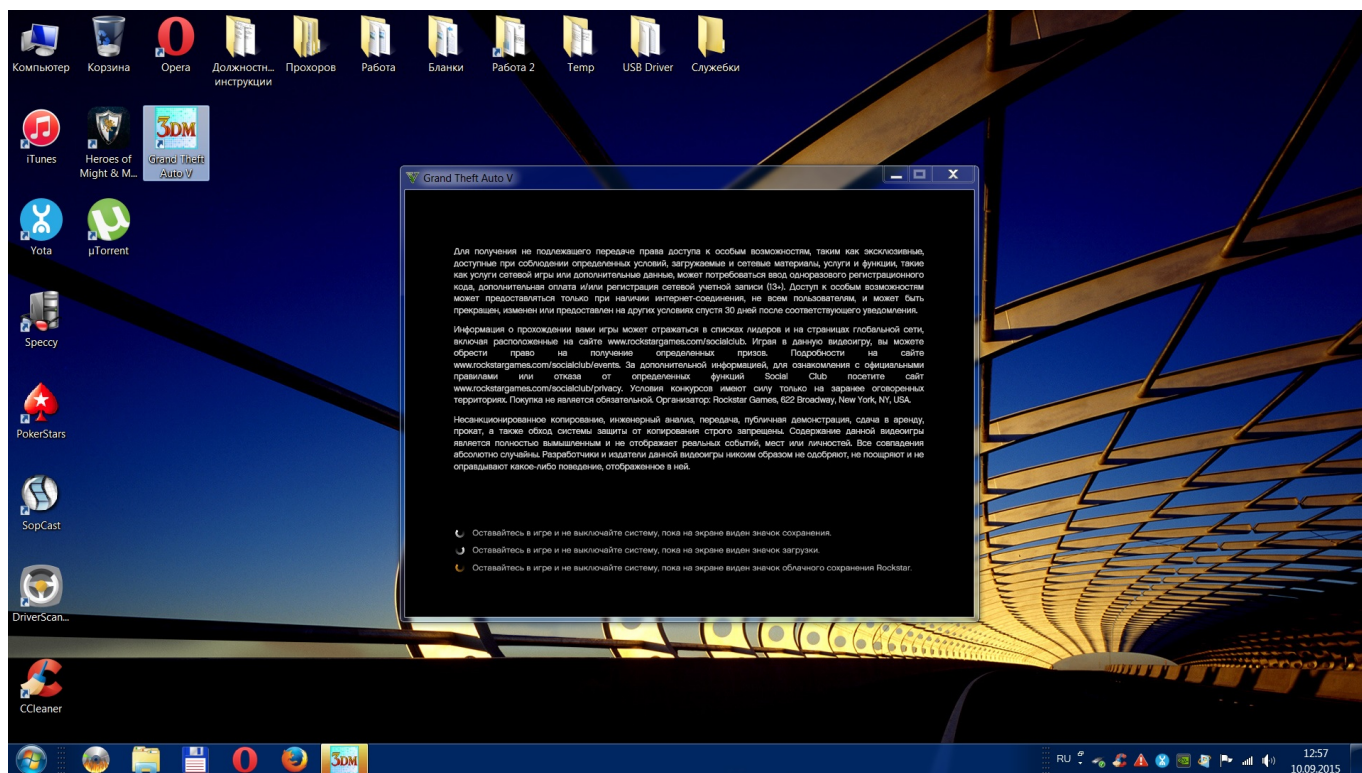 Компьютер
Корзина
Opera
Должностн...
инструкции
Прохоров
Работа
Бланки
Работа 2
Temp
USB Driver
Служебки
iTunes
Heroes of
Might & M...
3DM
Grand Theft
Auto V
Yota
µTorrent
Speccy
PokerStars
SopCast
DriverScan...
CCleaner
Grand Theft Auto V
Для получения не подлежащего передаче права доступа к особым возможностям, таким как эксклюзивные,
доступные при соблюдении определенных условий, загружаемые и сетевые материалы, услуги и функции, такие
как услуги сетевой игры или дополнительные данные, может потребоваться ввод одноразового регистрационного
кода, дополнительная оплата и/или регистрация сетевой учетной записи (13+). Доступ к особым возможностям
может предоставляться только при наличии интернет-соединения, не всем пользователям, и может быть
прекращен, изменен или предоставлен на других условиях спустя 30 дней после соответствующего уведомления.
Информация о прохождении вами игры может отражаться в списках лидеров и на страницах глобальной сети,
включая расположенные на сайте www.rockstargames.com/socialclub. Играя в данную видеоигру, вы можете
обрести право на получение определенных призов. Подробности на сайте
www.rockstargames.com/socialclub/events. За дополнительной информацией, для ознакомления с официальными
правилами или отказа от определенных функций Social Club посетите сайт
www.rockstargames.com/socialclub/privacy. Условия конкурсов имеют силу только на заранее оговоренных
территориях. Покупка не является обязательной. Организатор: Rockstar Games, 622 Broadway, New York, NY, USA.
Несанкционированное копирование, инженерный анализ, передача, публичная демонстрация, сдача в аренду,
прокат, а также обход системы защиты от копирования строго запрещены. Содержание данной видеоигры
является полностью вымышленным и не отображает реальных событий, мест или личностей. Все совпадения
абсолютно случайны. Разработчики и издатели данной видеоигры никоим образом не одобряют, не поощряют и не
оправдывают какое-либо поведение, отображенное в ней.
Оставайтесь в игре и не выключайте систему, пока на экране виден значок сохранения.
Оставайтесь в игре и не выключайте систему, пока на экране виден значок загрузки.
Оставайтесь в игре и не выключайте систему, пока на экране виден значок облачного сохранения Rockstar.
3DM
RU
12:57
10.09.2015